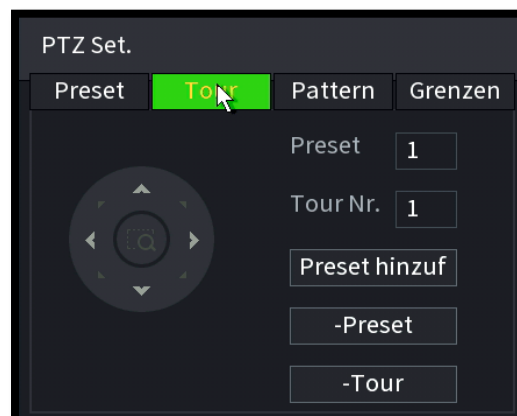 PTZ Set.
Preset Tour Pattern Grenzen
Preset 1
Tour Nr. 1
Preset hinzuf
-Preset
-Tour